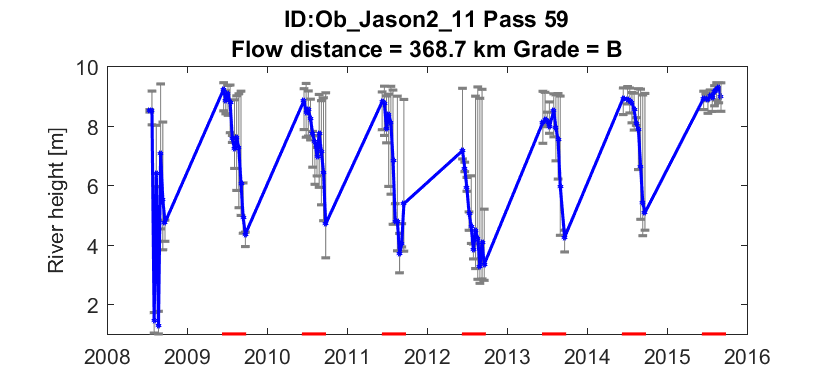 ID:Ob_Jason2_11 Pass 59
Flow distance = 368.7 km Grade = B
10
8
6
4
2
River height [m]
2008 2009 2010 2011 2012 2013 2014 2015 2016